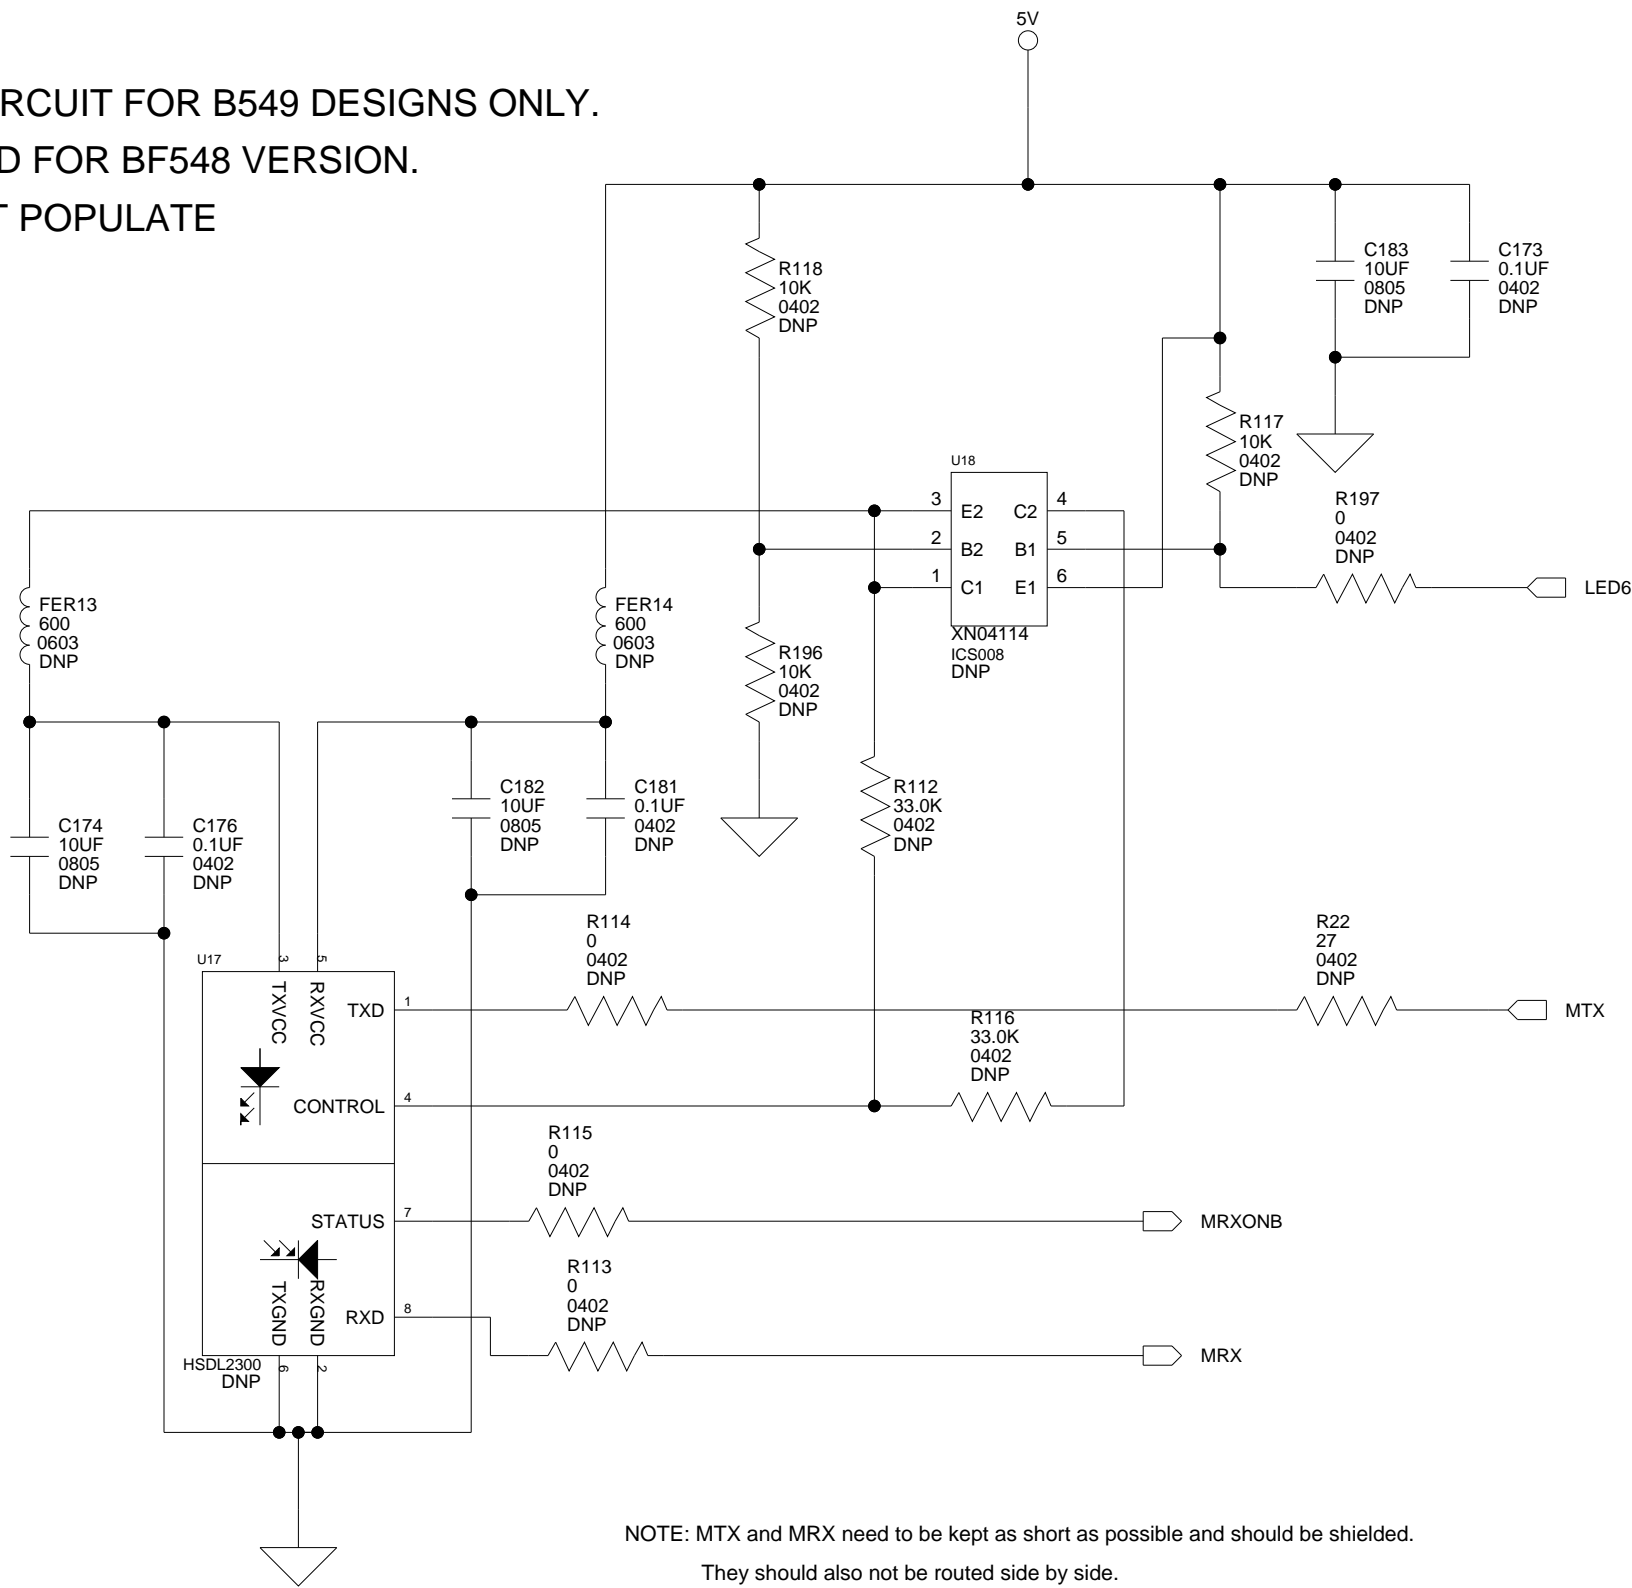 5V
RCUIT FOR B549 DESIGNS ONLY.
D FOR BF548 VERSION.
T POPULATE
R118
10K
0402
DNP
C183
10UF
0805
DNP
C173
0.1UF
0402
DNP
R117
10K
0402
DNP
U18
3
E2
C2
4
2
B2
B1
5
1
C1
E1
6
XN04114
ICS008
DNP
R197
0
0402
DNP
LED6
FER13
600
0603
DNP
FER14
600
0603
DNP
R196
10K
0402
DNP
C174
10UF
0805
DNP
C176
0.1UF
0402
DNP
C182
10UF
0805
DNP
C181
0.1UF
0402
DNP
R112
33.0K
0402
DNP
R114
0
0402
DNP
R22
27
0402
DNP
MTX
U17
3
5
TXVCC
RXVCC
TXD
1
R116
33.0K
0402
DNP
CONTROL
4
R115
0
0402
DNP
STATUS
7
MRXONB
R113
0
0402
DNP
TXGND
RXGND
RXD
8
MRX
HSDL2300
DNP
6
2
NOTE: MTX and MRX need to be kept as short as possible and should be shielded.
They should also not be routed side by side.